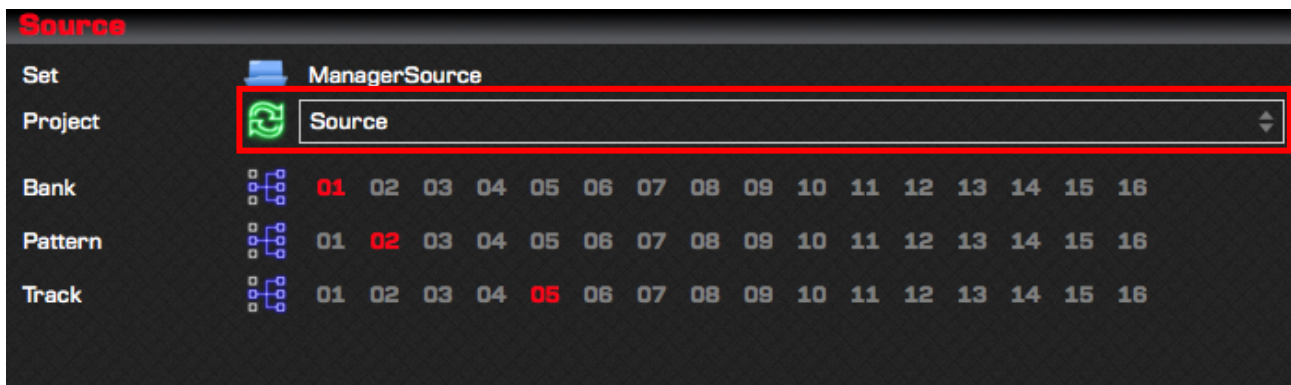 Source
Set ManagerSource
Project Source
Bank 01 02 03 04 05 06 07 08 09 10 11 12 13 14 15 16
Pattern 01 02 03 04 05 06 07 08 09 10 11 12 13 14 15 16
Track 01 02 03 04 05 06 07 08 09 10 11 12 13 14 15 16